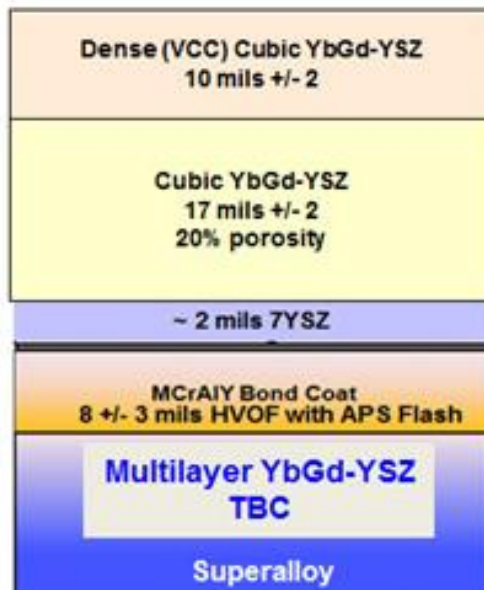 Dense (VCC) Cubic YbGd-YSZ
10 mils +/- 2
Cubic YbGd-YSZ
17 mils +/- 2
20% porosity
~ 2 mils 7YSZ
MCrAlY Bond Coat
8 +/- 3 mils HVOF with APS Flash
Multilayer YbGd-YSZ
TBC
Superalloy